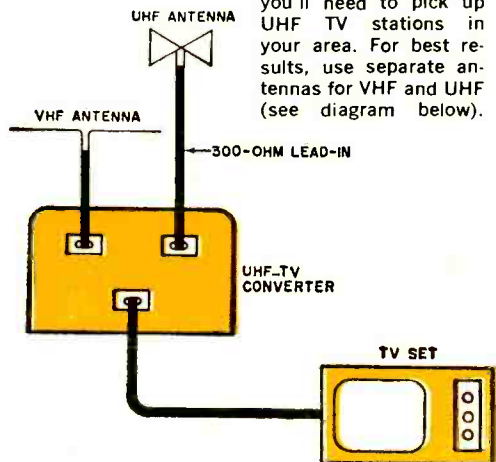 you'll need to pick up
UHF TV stations in
your area. For best re-
sults, use separate an-
tennas for VHF and UHF
(see diagram below).
UHF ANTENNA
VHF ANTENNA
300-OHM LEAD-IN
UHF-TV
CONVERTER
TV SET